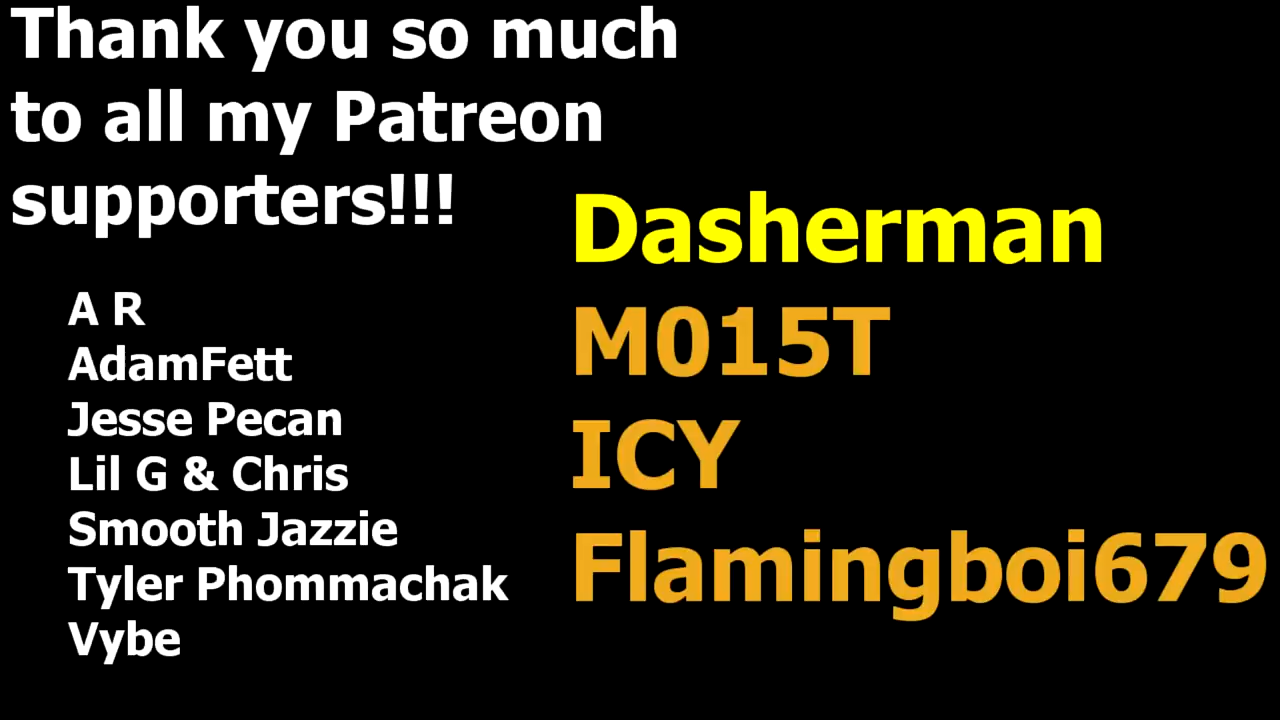 Thank you so much
to all my Patreon
supporters!!!
A R
AdamFett
Jesse Pecan
Lil G & Chris
Smooth Jazzie
Tyler Phommachak
Vybe
Dasherman
M015T
ICY
Flamingboi679